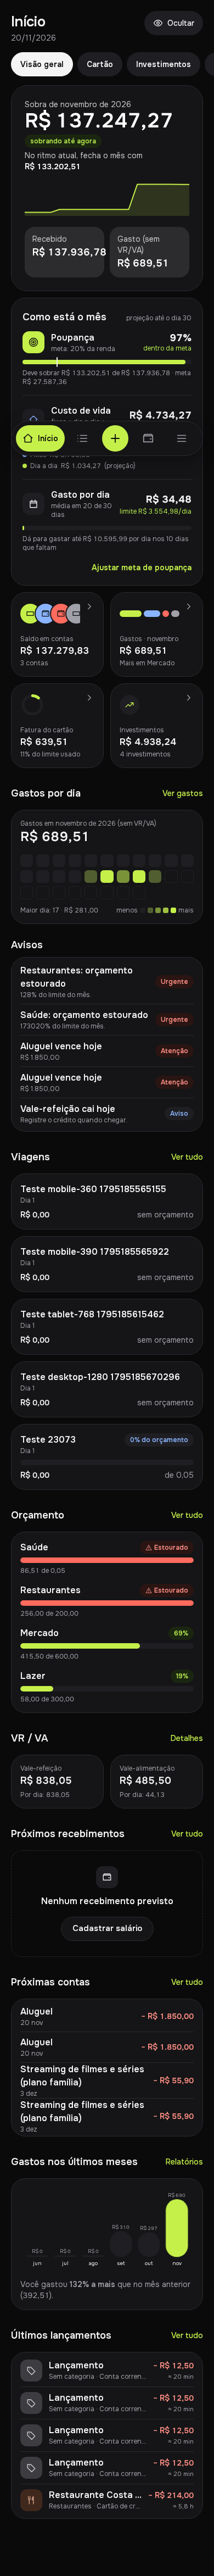 Início
20/11/2026
Ocultar
Visão geral
Cartão
Investimentos
Sobra de novembro de 2026
R$ 137.247,27
sobrando até agora
No ritmo atual, fecha o mês com
R$ 133.202,51
Recebido
R$ 137.936,78
Gasto (sem
VR/VA)
R$ 689,51
Como está o mês
projeção até o dia 30
Poupança
meta: 20% da renda
97%
dentro da meta
Deve sobrar R$ 133.202,51 de R$ 137.936,78 · meta
R$ 27.587,36
Custo de vida
R$ 4.734,27
Início
Dia a dia R$ 1.034,27 (projeção)
Gasto por dia
média em 20 de 30
dias
R$ 34,48
limite R$ 3.554,98/dia
Dá para gastar até R$ 10.595,99 por dia nos 10 dias
que faltam
Ajustar meta de poupança
Saldo em contas
R$ 137.279,83
3 contas
Gastos · novembro
R$ 689,51
Mais em Mercado
Fatura do cartão
R$ 639,51
11% do limite usado
Investimentos
R$ 4.938,24
4 investimentos
Gastos por dia
Ver gastos
Gastos em novembro de 2026 (sem VR/VA)
R$ 689,51
Maior dia: 17 · R$ 281,00
menos
mais
Avisos
Restaurantes: orçamento
estourado
128% do limite do mês.
Urgente
Saúde: orçamento estourado
173020% do limite do mês.
Urgente
Aluguel vence hoje
R$ 1.850,00
Atenção
Aluguel vence hoje
R$ 1.850,00
Atenção
Vale-refeição cai hoje
Registre o crédito quando chegar.
Aviso
Viagens
Ver tudo
Teste mobile-360 1795185565155
Dia 1
R$ 0,00
sem orçamento
Teste mobile-390 1795185565922
Dia 1
R$ 0,00
sem orçamento
Teste tablet-768 1795185615462
Dia 1
R$ 0,00
sem orçamento
Teste desktop-1280 1795185670296
Dia 1
R$ 0,00
sem orçamento
Teste 23073
0% do orçamento
Dia 1
R$ 0,00
de 0,05
Orçamento
Ver tudo
Saúde
Estourado
86,51 de 0,05
Restaurantes
Estourado
256,00 de 200,00
Mercado
69%
415,50 de 600,00
Lazer
19%
58,00 de 300,00
VR / VA
Detalhes
Vale-refeição
R$ 838,05
Por dia: 838,05
Vale-alimentação
R$ 485,50
Por dia: 44,13
Próximos recebimentos
Ver tudo
Nenhum recebimento previsto
Cadastrar salário
Próximas contas
Ver tudo
Aluguel
20 nov
− R$ 1.850,00
Aluguel
20 nov
− R$ 1.850,00
Streaming de filmes e séries
(plano família)
3 dez
− R$ 55,90
Streaming de filmes e séries
(plano família)
3 dez
− R$ 55,90
Gastos nos últimos meses
Relatórios
R$ 0
R$ 0
R$ 0
R$ 310
R$ 297
R$ 690
jun
jul
ago
set
out
nov
Você gastou 132% a mais que no mês anterior
(392,51).
Últimos lançamentos
Ver tudo
Lançamento
Sem categoria · Conta corren...
− R$ 12,50
≈ 20 min
Lançamento
Sem categoria · Conta corren...
− R$ 12,50
≈ 20 min
Lançamento
Sem categoria · Conta corren...
− R$ 12,50
≈ 20 min
Lançamento
Sem categoria · Conta corren...
− R$ 12,50
≈ 20 min
Restaurante Costa ...
Restaurantes · Cartão de cr...
− R$ 214,00
≈ 5,8 h